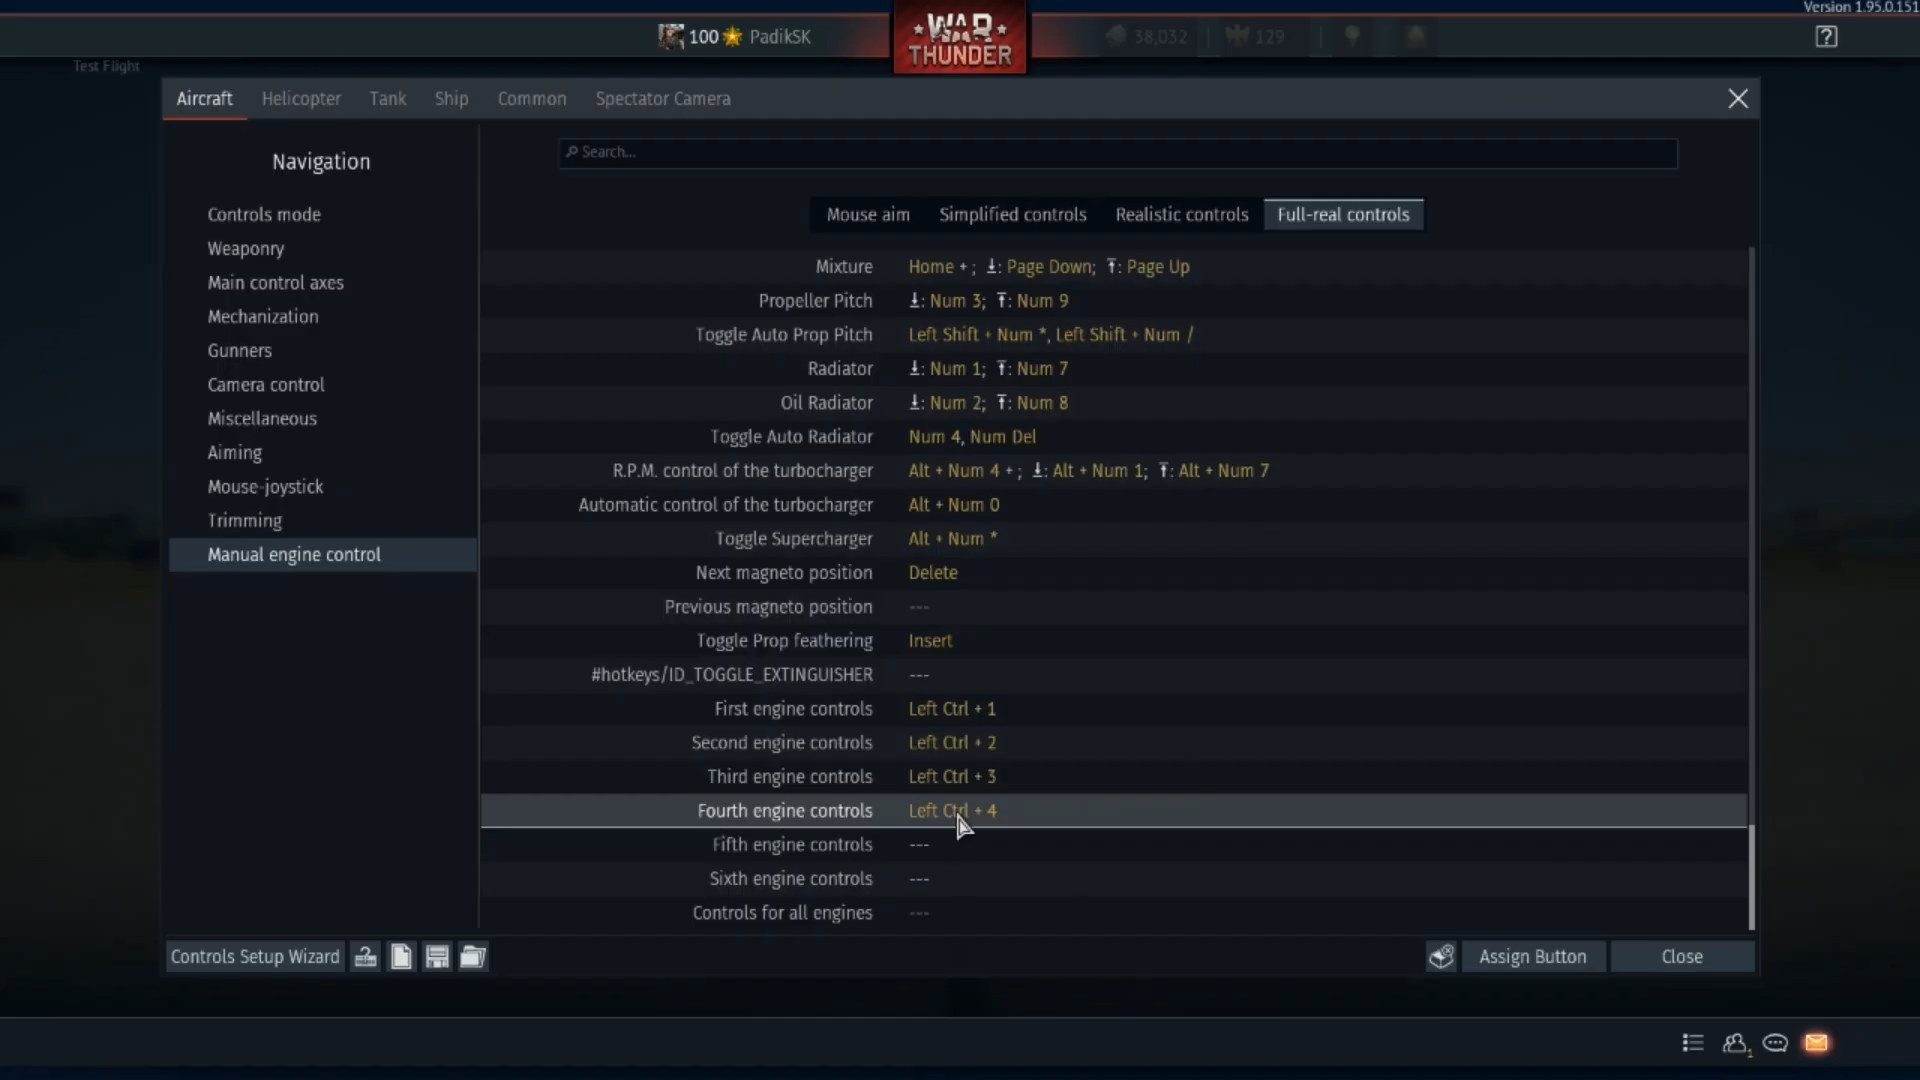 Version 1.95.0.151
100 PadikSK
WAR THUNDER
38,032 129
?
Test Flight
Aircraft Helicopter Tank Ship Common Spectator Camera
Navigation
Search...
Controls mode
Weaponry
Main control axes
Mechanization
Gunners
Camera control
Miscellaneous
Aiming
Mouse-joystick
Trimming
Manual engine control
Mouse aim Simplified controls Realistic controls Full-real controls
Mixture Home + ; ↓: Page Down; ↑: Page Up
Propeller Pitch ↓: Num 3; ↑: Num 9
Toggle Auto Prop Pitch Left Shift + Num *, Left Shift + Num /
Radiator ↓: Num 1; ↑: Num 7
Oil Radiator ↓: Num 2; ↑: Num 8
Toggle Auto Radiator Num 4, Num Del
R.P.M. control of the turbocharger Alt + Num 4 + ; ↓: Alt + Num 1; ↑: Alt + Num 7
Automatic control of the turbocharger Alt + Num 0
Toggle Supercharger Alt + Num *
Next magneto position Delete
Previous magneto position ---
Toggle Prop feathering Insert
#hotkeys/ID_TOGGLE_EXTINGUISHER ---
First engine controls Left Ctrl + 1
Second engine controls Left Ctrl + 2
Third engine controls Left Ctrl + 3
Fourth engine controls Left Ctrl + 4
Fifth engine controls ---
Sixth engine controls ---
Controls for all engines ---
Controls Setup Wizard Assign Button Close
1